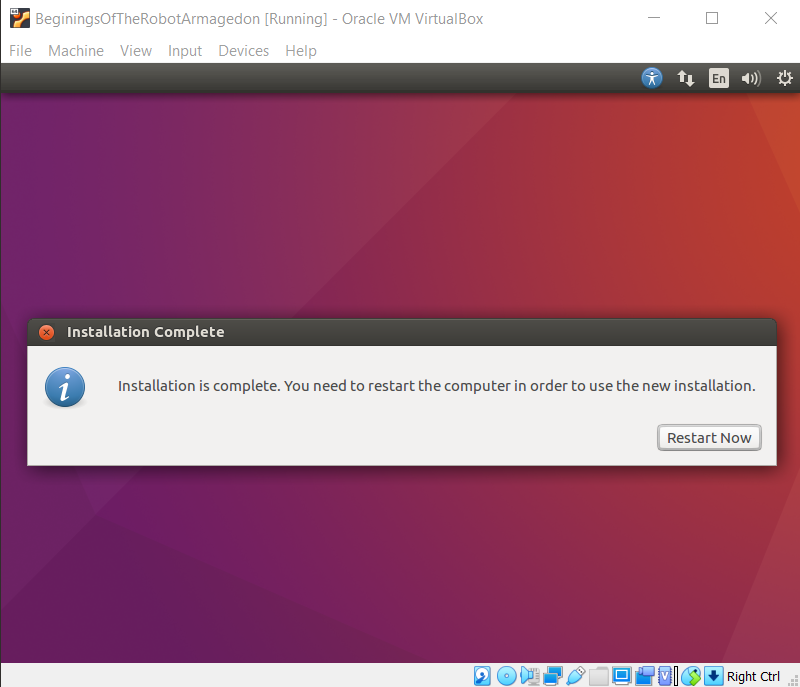 BeginingsOfTheRobotArmagedon [Running] - Oracle VM VirtualBox
File Machine View Input Devices Help
En
Installation Complete
Installation is complete. You need to restart the computer in order to use the new installation.
Restart Now
Right Ctrl